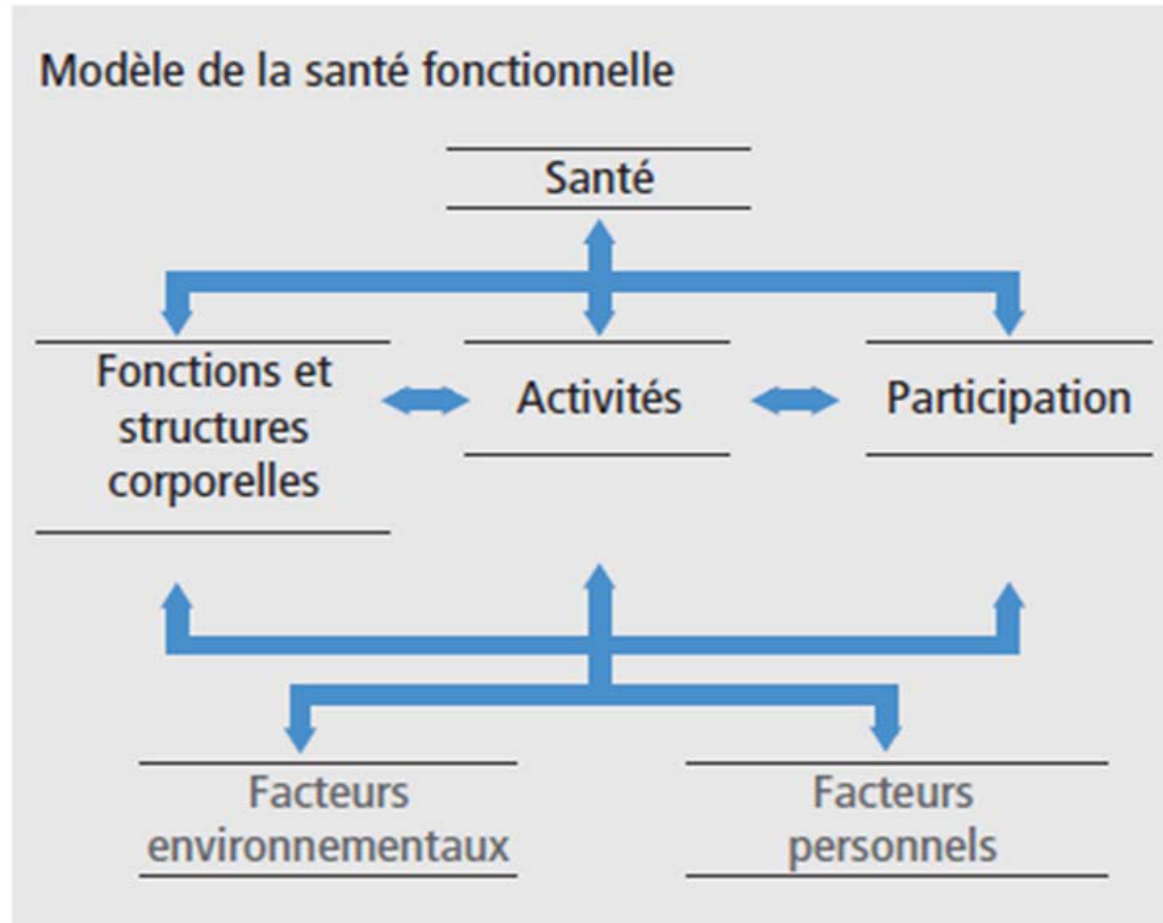 Modèle de la santé fonctionnelle
Santé
Fonctions et
structures
corporelles
Activités
Participation
Facteurs
environnementaux
Facteurs
personnels